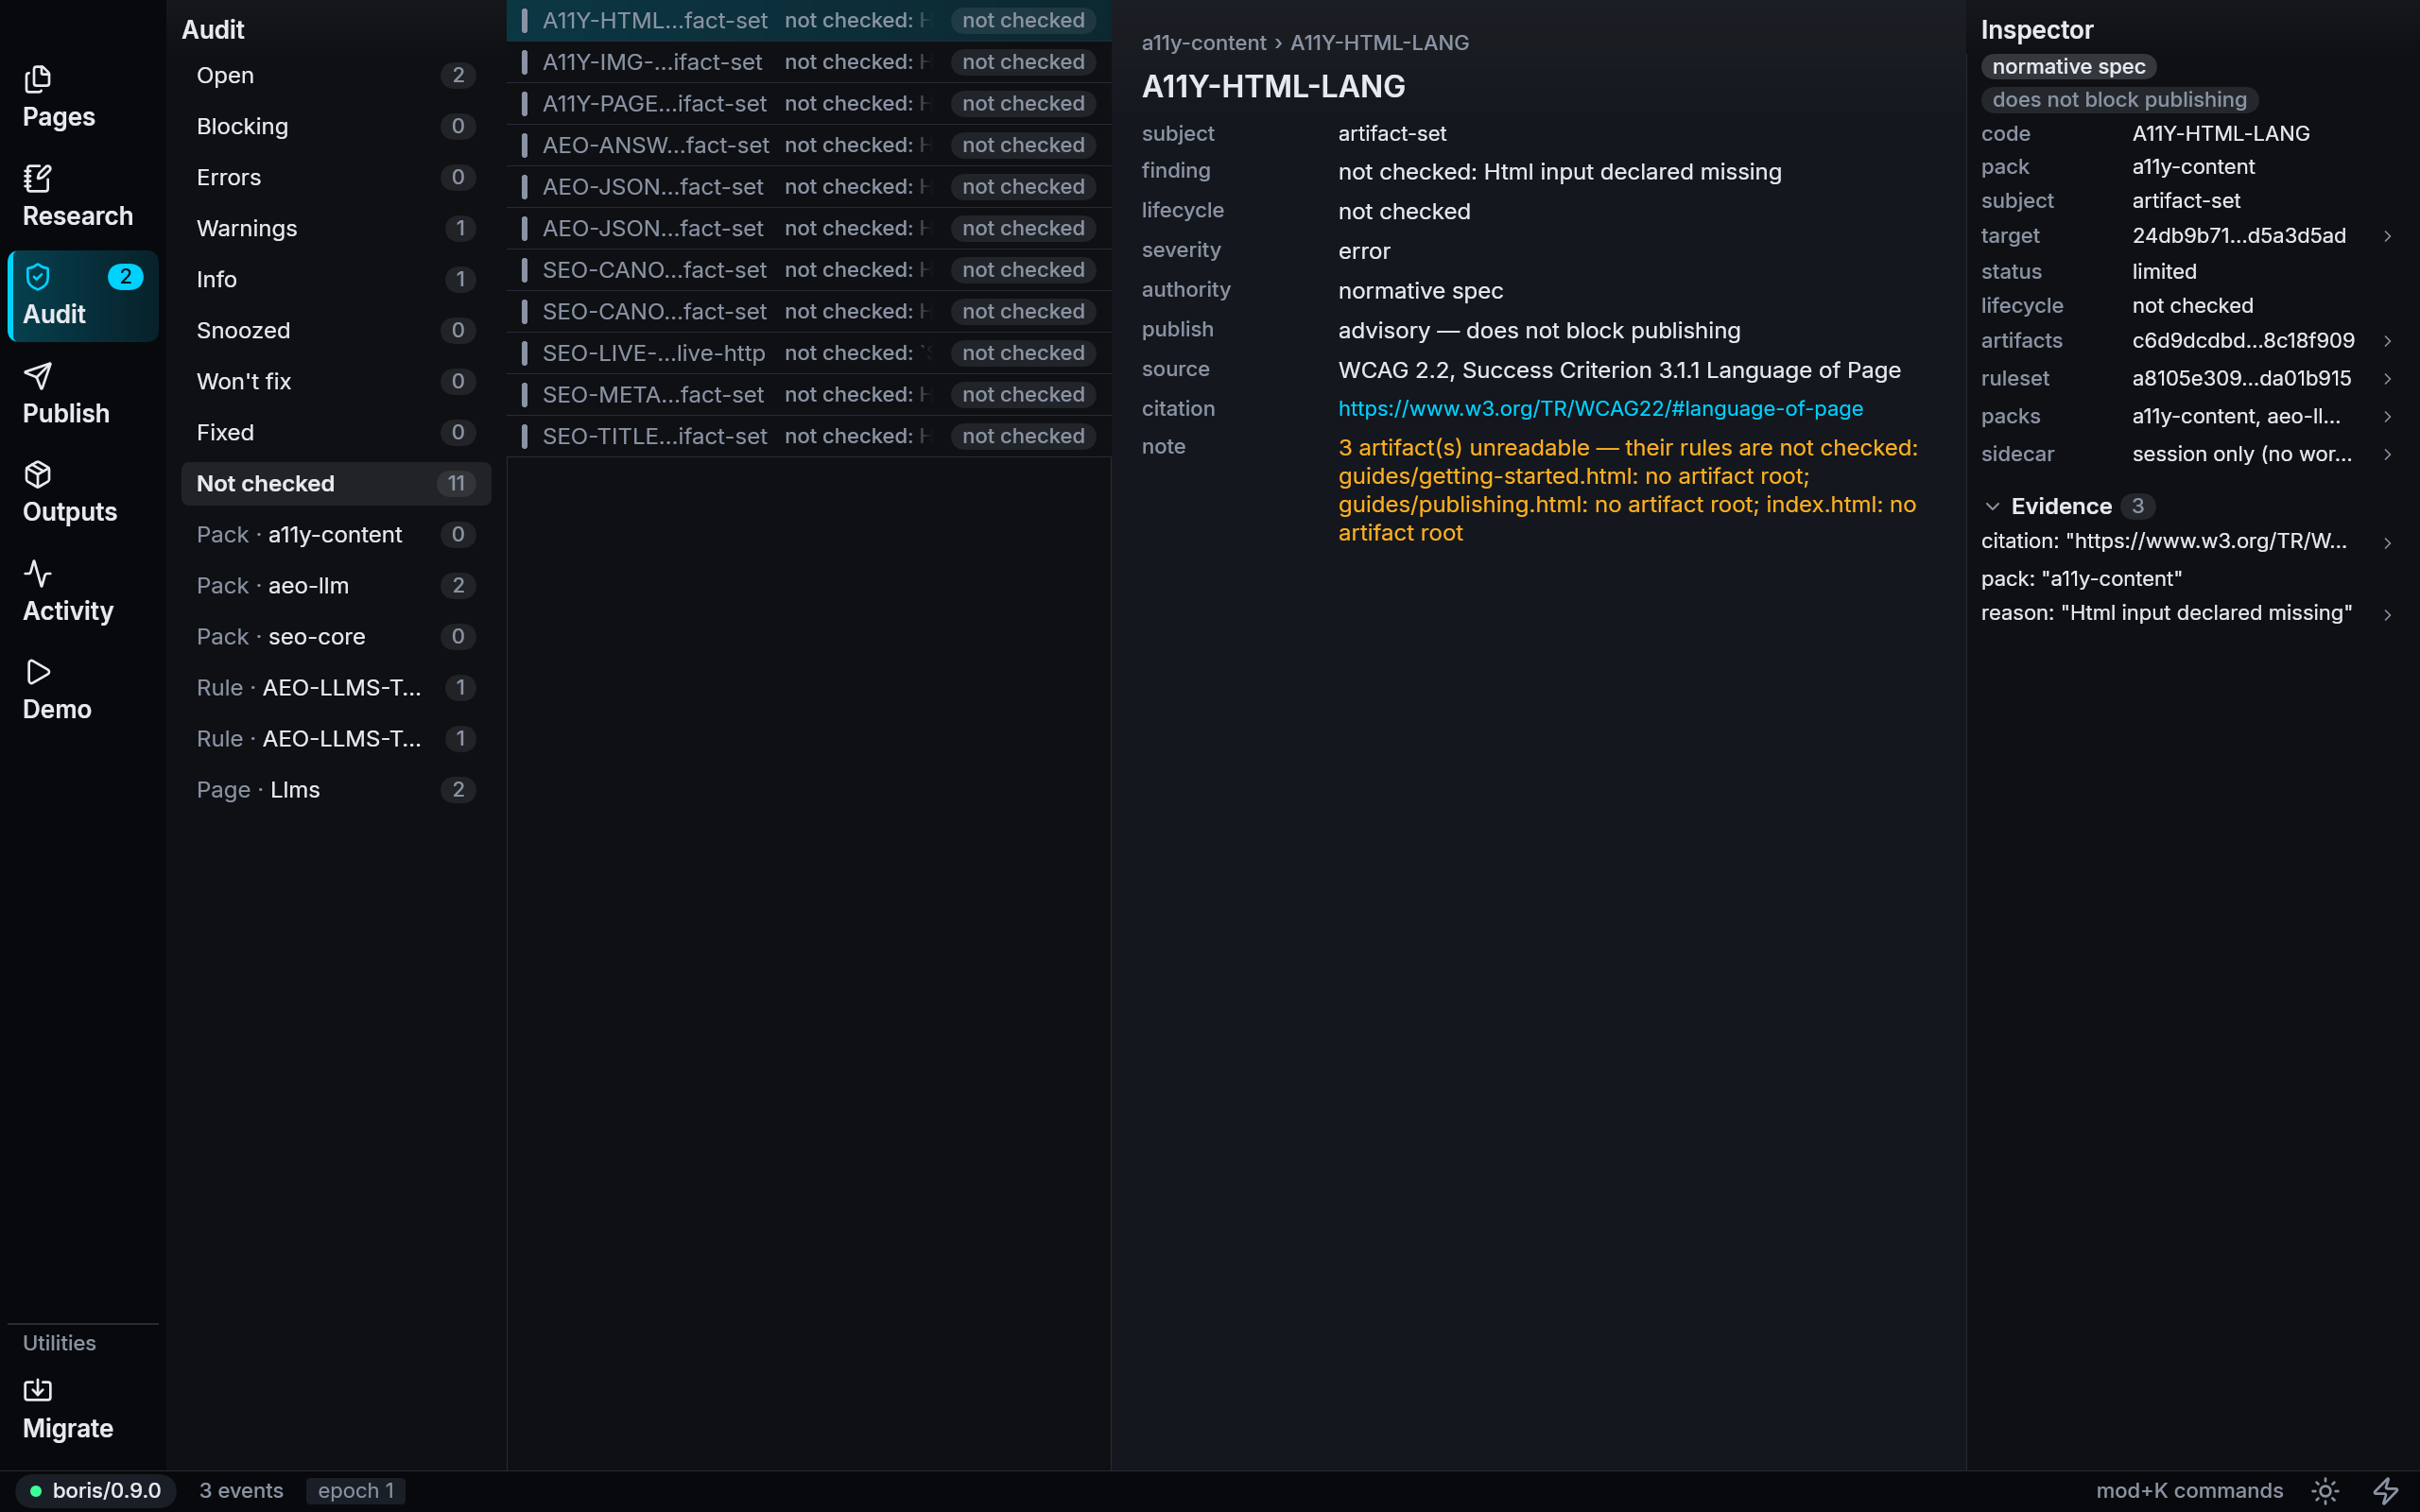 Pages
Research
2
Audit
Publish
Outputs
Activity
Demo
Utilities
Migrate
Audit
Open 2
Blocking 0
Errors 0
Warnings 1
Info 1
Snoozed 0
Won't fix 0
Fixed 0
Not checked 11
Pack · a11y-content 0
Pack · aeo-llm 2
Pack · seo-core 0
Rule · AEO-LLMS-T... 1
Rule · AEO-LLMS-T... 1
Page · Llms 2
A11Y-HTML...fact-set not checked: H not checked
A11Y-IMG-...ifact-set not checked: H not checked
A11Y-PAGE...ifact-set not checked: H not checked
AEO-ANSW...fact-set not checked: H not checked
AEO-JSON...fact-set not checked: H not checked
AEO-JSON...fact-set not checked: H not checked
SEO-CANO...fact-set not checked: H not checked
SEO-CANO...fact-set not checked: H not checked
SEO-LIVE-...live-http not checked: ` not checked
SEO-META...fact-set not checked: H not checked
SEO-TITLE...ifact-set not checked: H not checked
a11y-content › A11Y-HTML-LANG
A11Y-HTML-LANG
subject artifact-set
finding not checked: Html input declared missing
lifecycle not checked
severity error
authority normative spec
publish advisory — does not block publishing
source WCAG 2.2, Success Criterion 3.1.1 Language of Page
citation https://www.w3.org/TR/WCAG22/#language-of-page
note 3 artifact(s) unreadable — their rules are not checked:
guides/getting-started.html: no artifact root;
guides/publishing.html: no artifact root; index.html: no
artifact root
Inspector
normative spec
does not block publishing
code A11Y-HTML-LANG
pack a11y-content
subject artifact-set
target 24db9b71...d5a3d5ad
status limited
lifecycle not checked
artifacts c6d9dcdbd...8c18f909
ruleset a8105e309...da01b915
packs a11y-content, aeo-ll...
sidecar session only (no wor...
Evidence 3
citation: "https://www.w3.org/TR/W...
pack: "a11y-content"
reason: "Html input declared missing"
boris/0.9.0 3 events epoch 1
mod+K commands